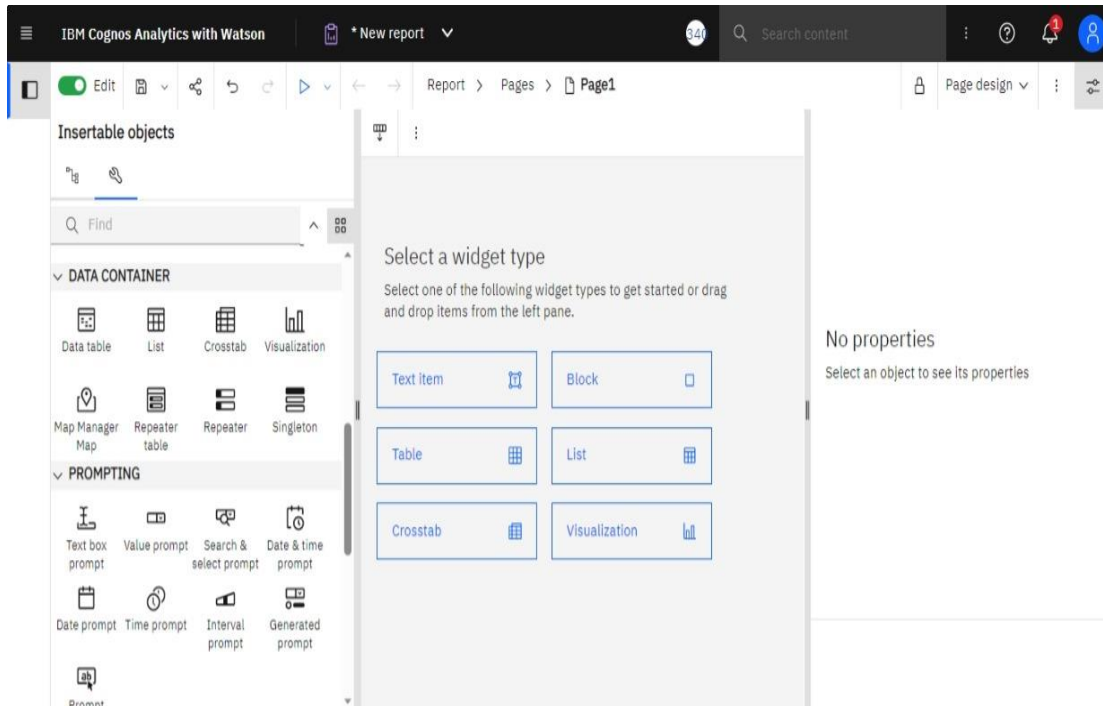 IBM Cognos Analytics with Watson
* New report
340
Search content
1
Edit
Report > Pages > Page1
Page design
Insertable objects
Find
DATA CONTAINER
Data table
List
Crosstab
Visualization
Map Manager
Map
Repeater
table
Repeater
Singleton
PROMPTING
Text box
prompt
Value prompt
Search &
select prompt
Date & time
prompt
Date prompt
Time prompt
Interval
prompt
Generated
prompt
ab
Prompt
Select a widget type
Select one of the following widget types to get started or drag
and drop items from the left pane.
Text item
Block
Table
List
Crosstab
Visualization
No properties
Select an object to see its properties